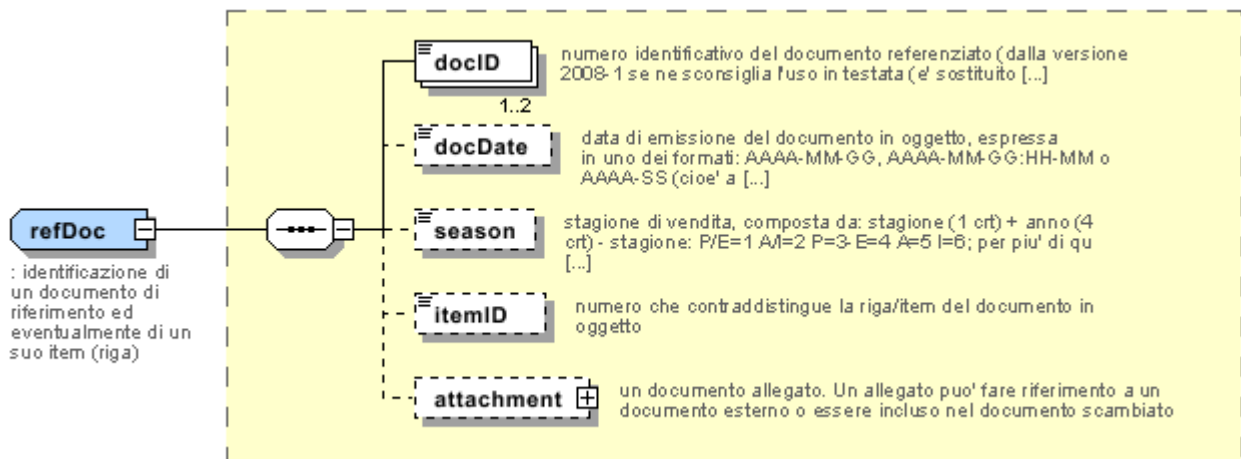 docID
numero identificativo del documento referenziato (dalla versione
2008-1 se ne sconsiglia l'uso in testata (e' sostituito [...]
1..2
docDate
data di emissione del documento in oggetto, espressa
in uno dei formati: AAAA-MM-GG, AAAA-MM-GG:HH-MM o
AAAA-SS (cioe' a [...]
refDoc
: identificazione di
un documento di
riferimento ed
eventualmente di un
suo item (riga)
season
stagione di vendita, composta da: stagione (1 crt) + anno (4
crt) - stagione: P/E=1 A/I=2 P=3- E=4 A=5 I=6; per piu' di qu
[...]
itemID
numero che contraddistingue la riga/item del documento in
oggetto
attachment
un documento allegato. Un allegato puo' fare riferimento a un
documento esterno o essere incluso nel documento scambiato